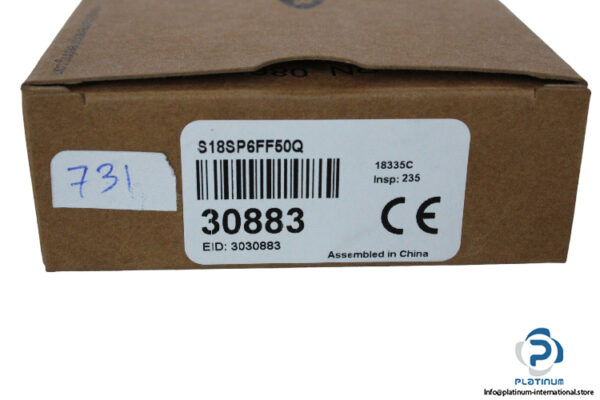 S18SP6FF50Q
18335C
Insp: 235
731
30883
EID: 3030883
Assembled in China
CE
PLATINUM
Info@platinum-international.store